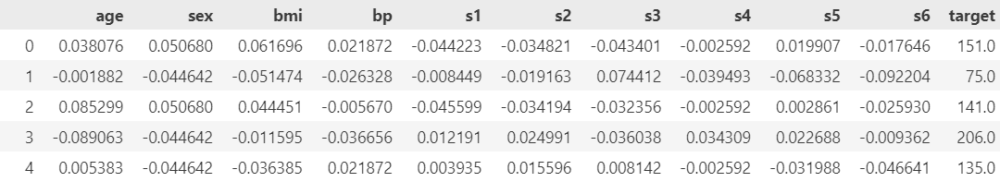 age sex bmi bp s1 s2 s3 s4 s5 s6 target
0 0.038076 0.050680 0.061696 0.021872 -0.044223 -0.034821 -0.043401 -0.002592 0.019907 -0.017646 151.0
1 -0.001882 -0.044642 -0.051474 -0.026328 -0.008449 -0.019163 0.074412 -0.039493 -0.068332 -0.092204 75.0
2 0.085299 0.050680 0.044451 -0.005670 -0.045599 -0.034194 -0.032356 -0.002592 0.002861 -0.025930 141.0
3 -0.089063 -0.044642 -0.011595 -0.036656 0.012191 0.024991 -0.036038 0.034309 0.022688 -0.009362 206.0
4 0.005383 -0.044642 -0.036385 0.021872 0.003935 0.015596 0.008142 -0.002592 -0.031988 -0.046641 135.0